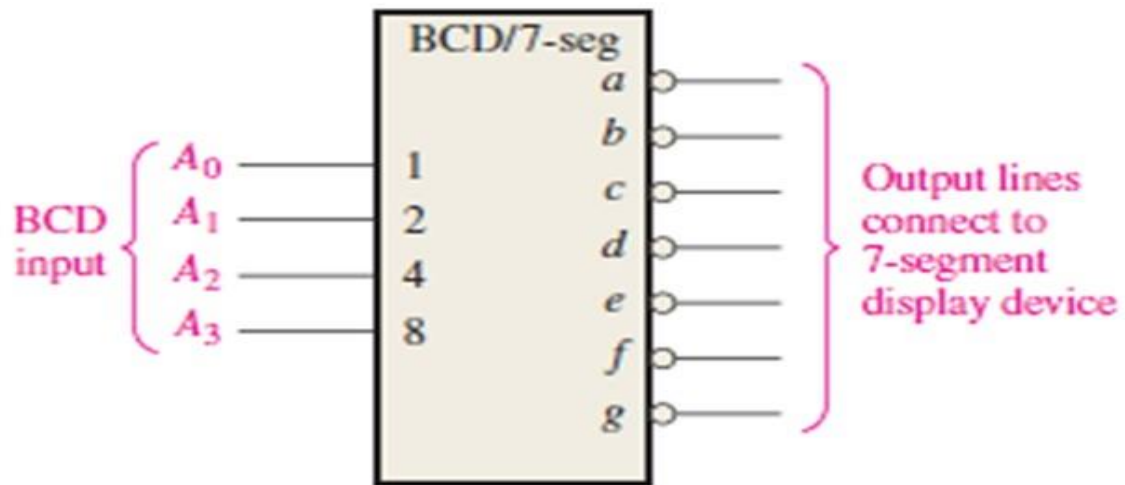 BCD/7-seg
a
b
c
d
e
f
g
BCD
input
A0
A1
A2
A3
1
2
4
8
Output lines
connect to
7-segment
display device